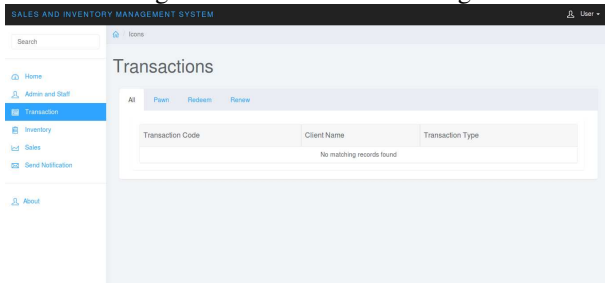 SALES AND INVENTORY MANAGEMENT SYSTEM
User
Search
Icons
Home
Admin and Staff
Transaction
Inventory
Sales
Send Notification
About
Transactions
All Pawn Redeem Renew
Transaction Code Client Name Transaction Type
No matching records found